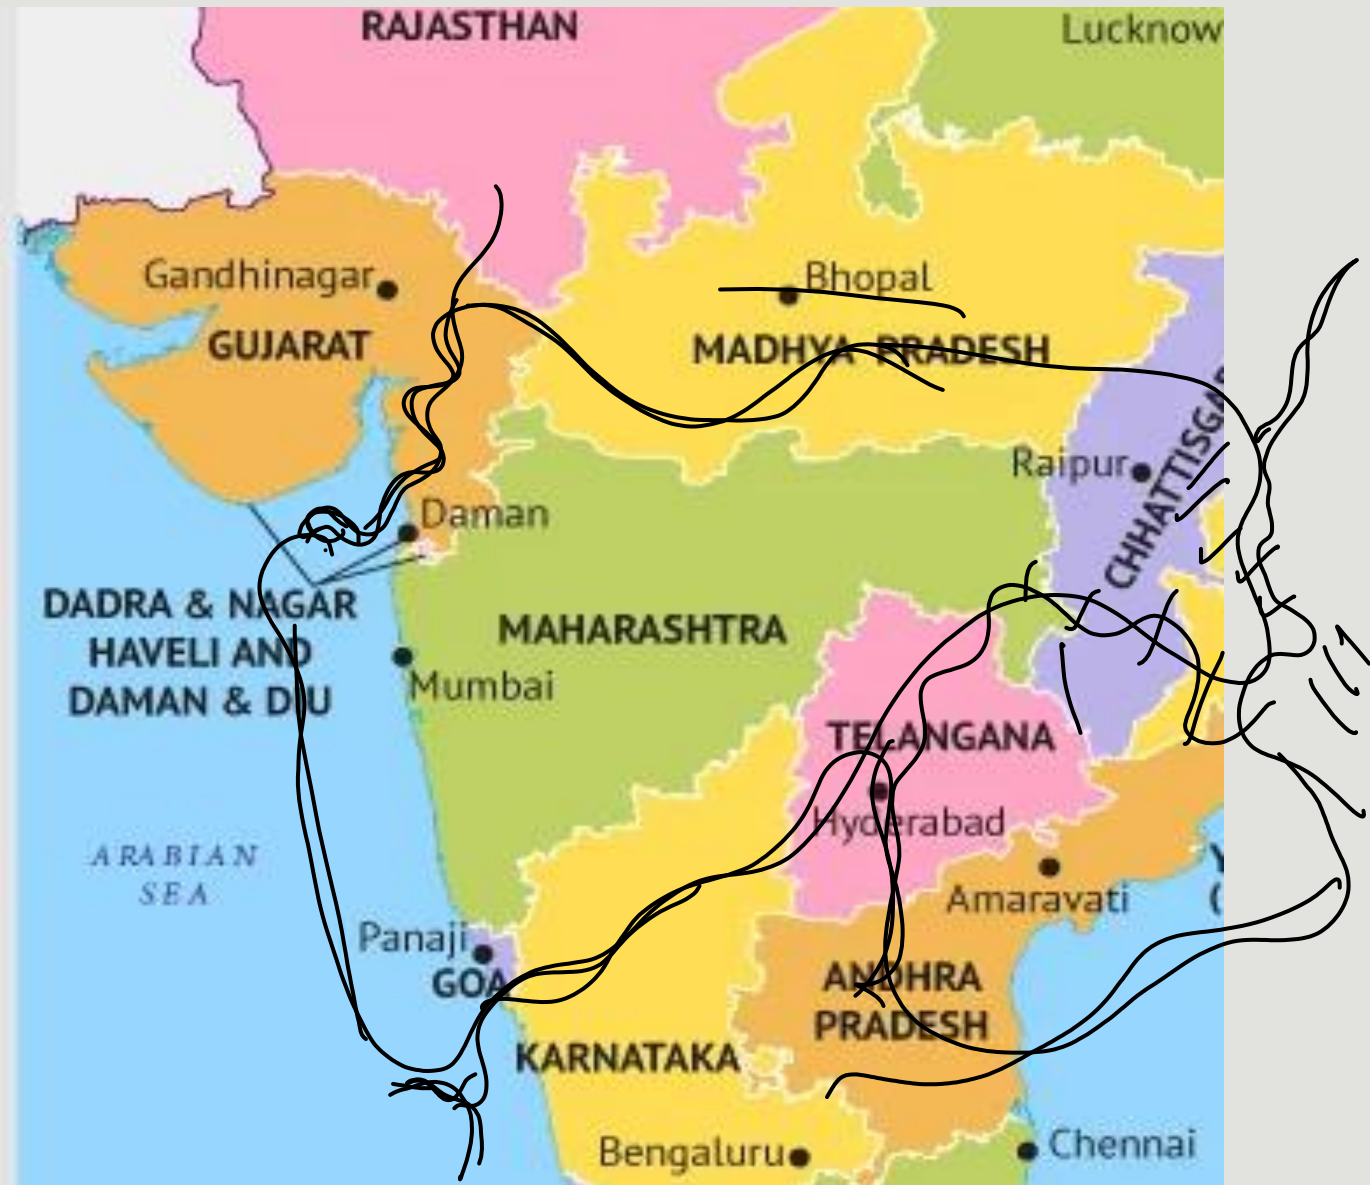 RAJASTHAN
Lucknow
Gandhinagar
Bhopal
GUJARAT
MADHYA PRADESH
Raipur
CHHATTISGAR
Daman
DADRA & NAGAR
HAVELI AND
DAMAN & DIU
MAHARASHTRA
Mumbai
TELANGANA
Hyderabad
ARABIAN
SEA
Amaravati
Panaji
GOA
ANDHRA
PRADESH
KARNATAKA
Bengaluru
Chennai